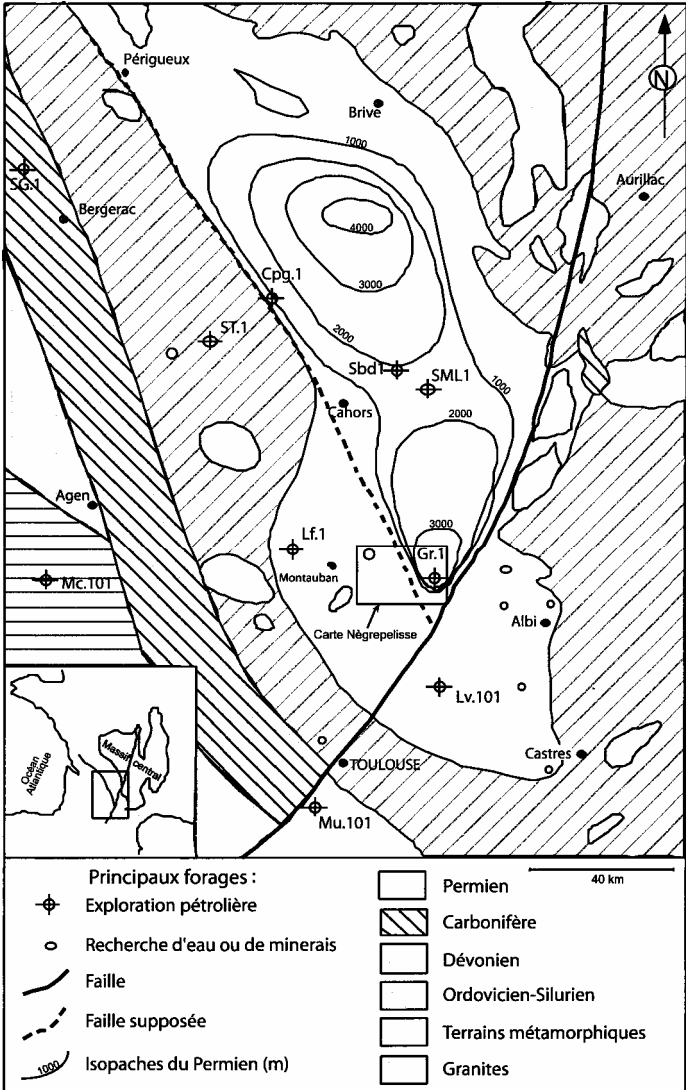 Périgueux
N
Brive
1000
SG.1
Aurillac
Bergerac
4000
Cpg.1
3000
ST.1
2000
Sbd1
SML1
1000
Cahors
2000
Agen
Lf.1
3000
Gr.1
Mc.101
Montauban
Carte Nègrepelisse
Albi
Lv.101
Océan
Atlantique
Massif central
Castres
TOULOUSE
Mu.101
Principaux forages :
Exploration pétrolière
Recherche d'eau ou de minerais
Faille
Faille supposée
1000
Isopaches du Permien (m)
40 km
Permien
Carbonifère
Dévonien
Ordovicien-Silurien
Terrains métamorphiques
Granites